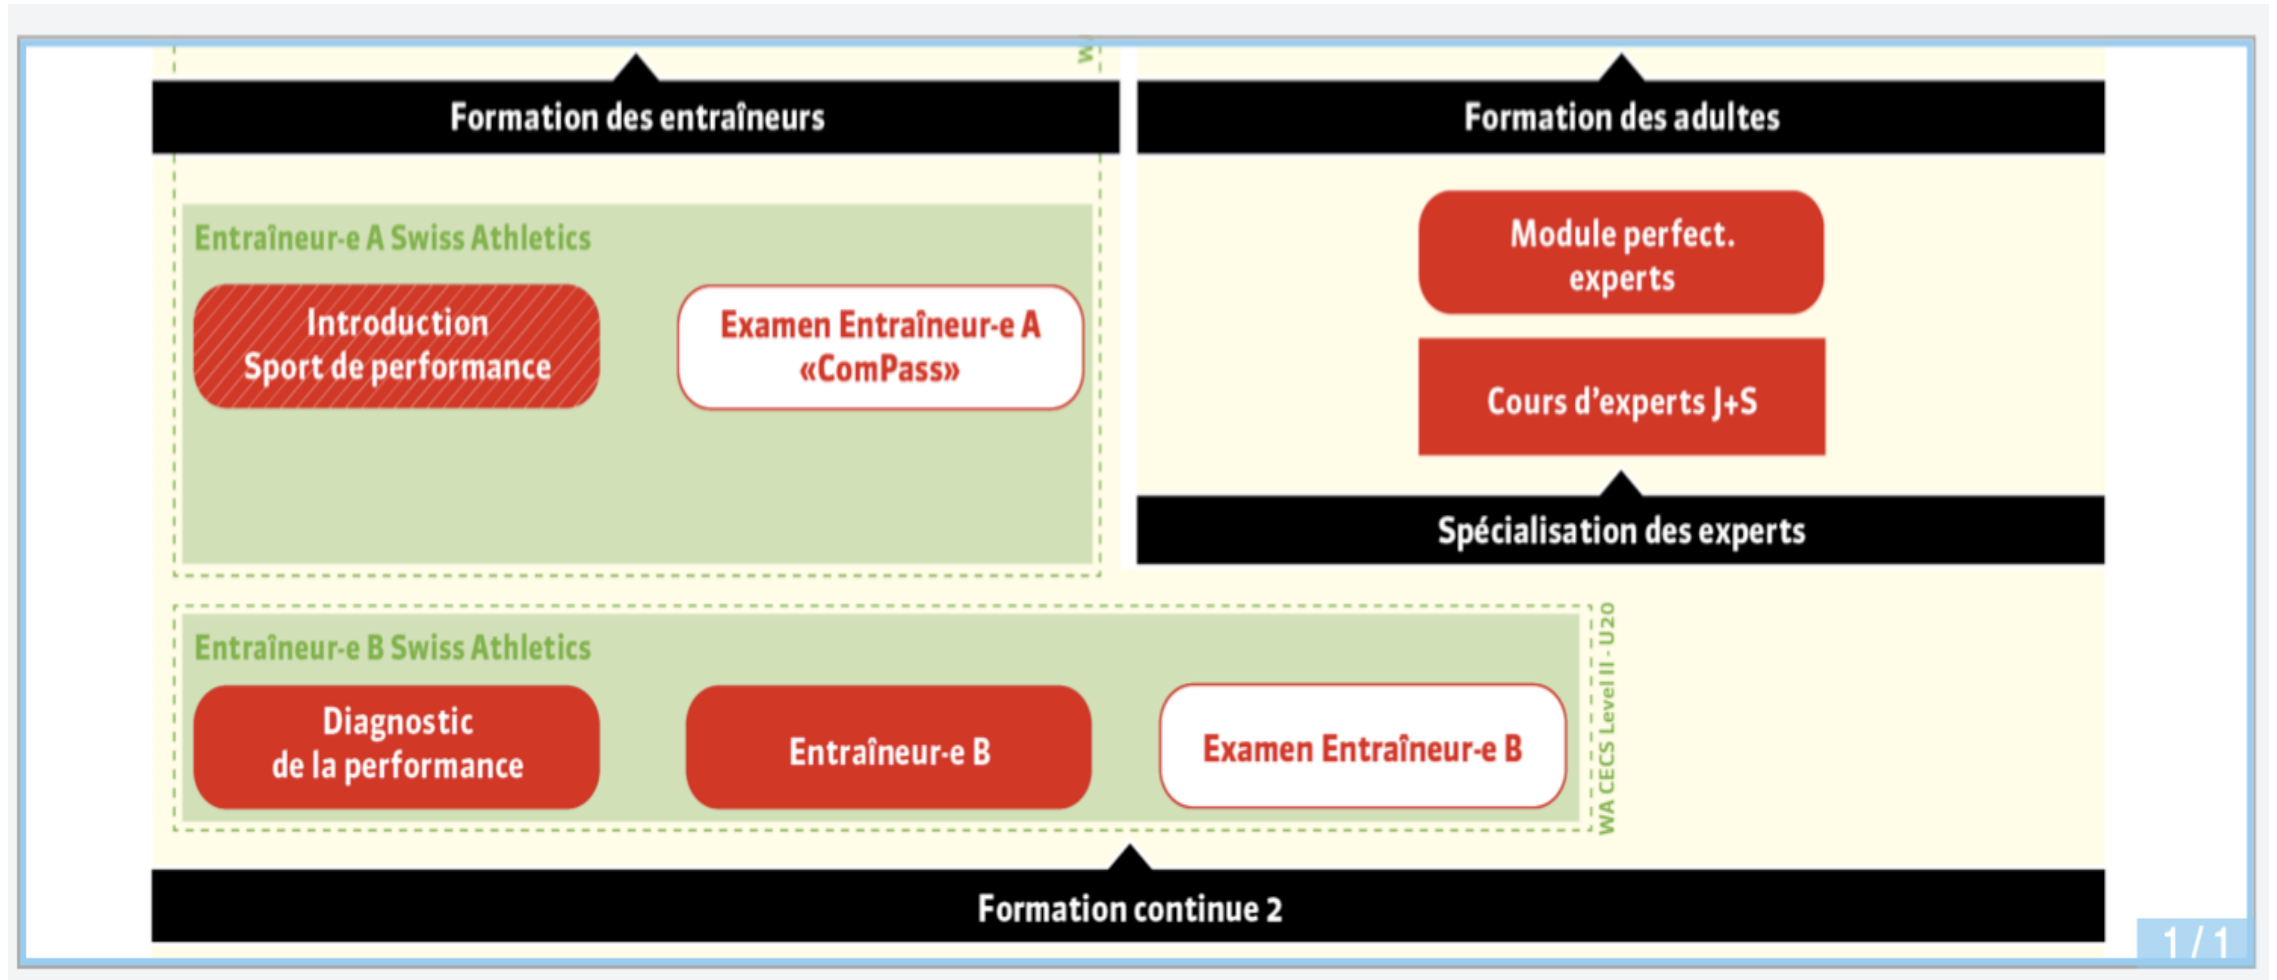 Formation des entraîneurs
Formation des adultes
Entraîneur-e A Swiss Athletics
Introduction
Sport de performance
Examen Entraîneur-e A
«ComPass»
Module perfect.
experts
Cours d’experts J+S
Spécialisation des experts
Entraîneur-e B Swiss Athletics
Diagnostic
de la performance
Entraîneur-e B
Examen Entraîneur-e B
WA CECS Level II - U20
Formation continue 2
1 / 1